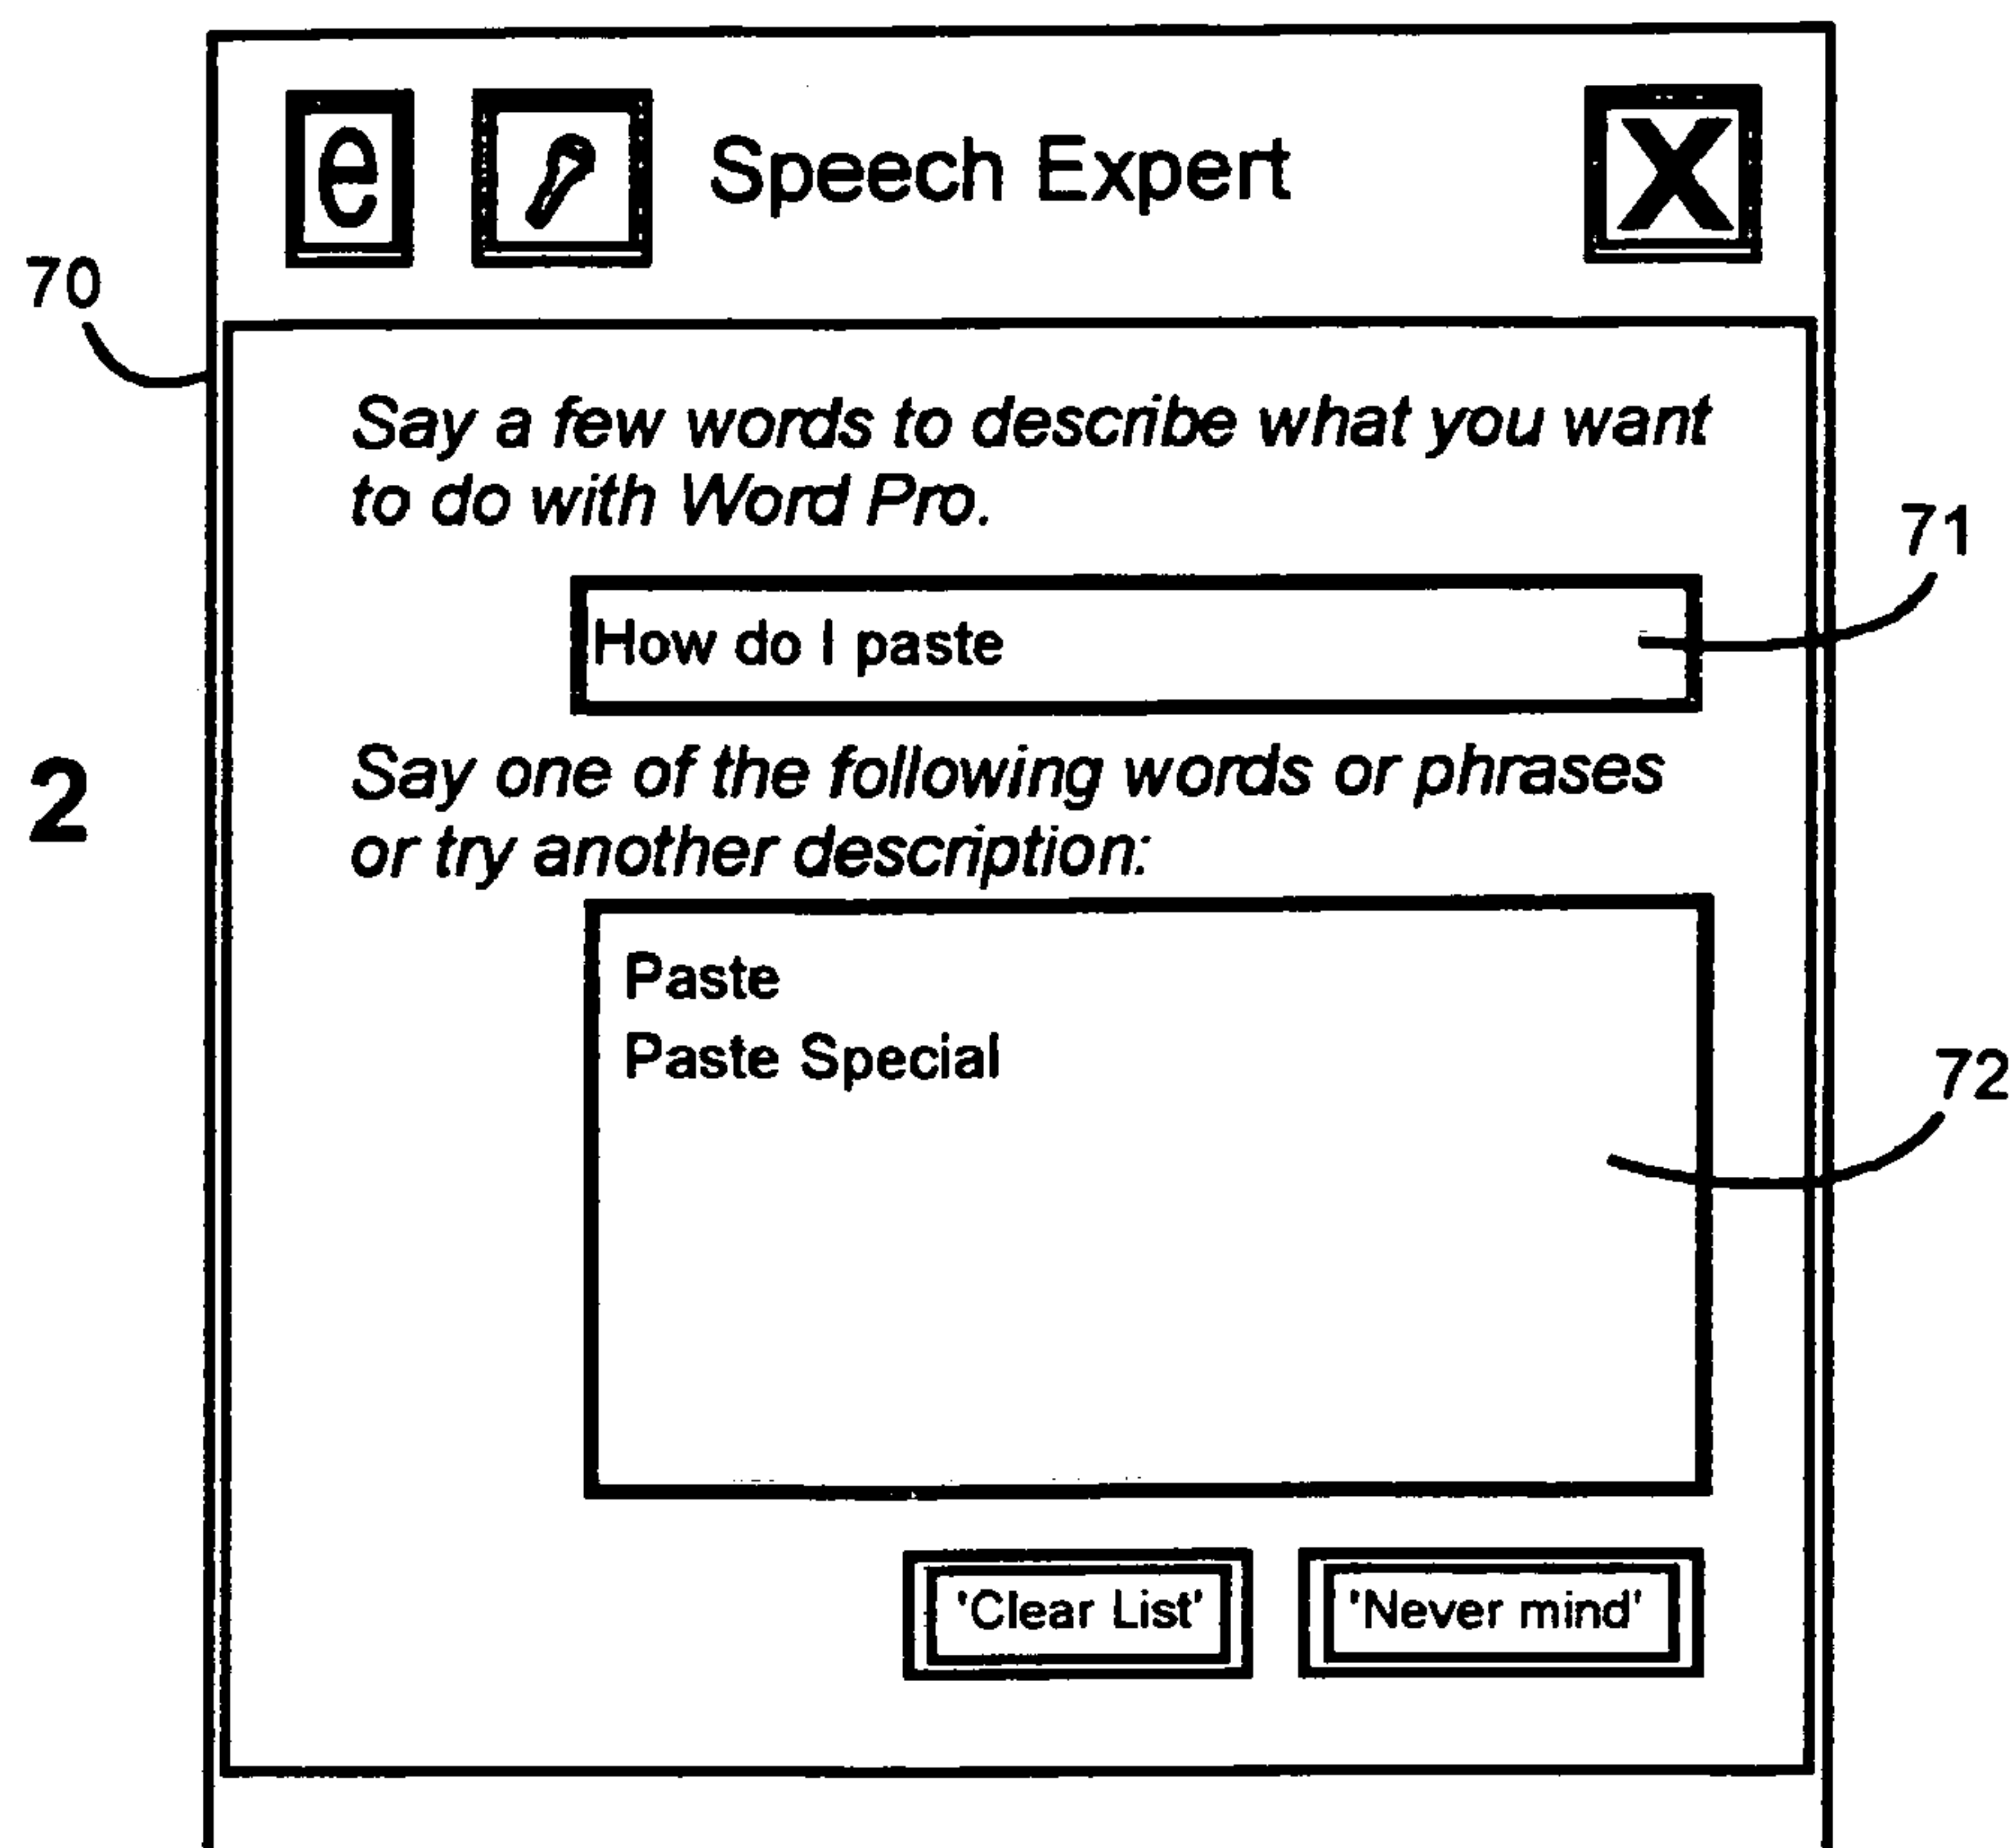 e Speech Expert X
70
Say a few words to describe what you want
to do with Word Pro.
71
How do I paste
2
Say one of the following words or phrases
or try another description:
Paste
Paste Special
72
'Clear List' 'Never mind'